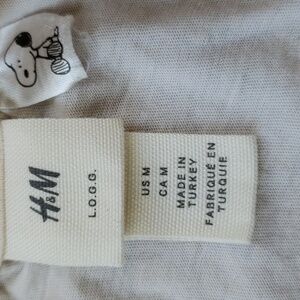 H&M
L.O.G.G.
US M
CA M
MADE IN
TURKEY
FABRIQUÉ EN
TURQUIE